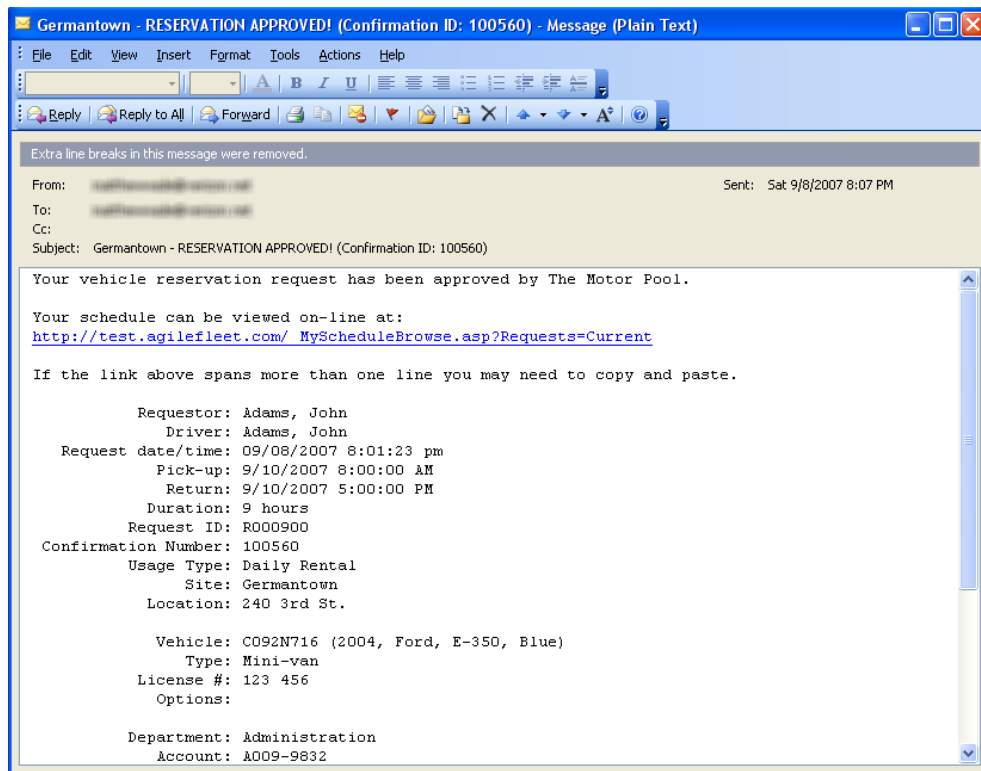 Germantown - RESERVATION APPROVED! (Confirmation ID: 100560) - Message (Plain Text)
File Edit View Insert Format Tools Actions Help
A B I U
Reply Reply to All Forward A
Extra line breaks in this message were removed.
From: Sent: Sat 9/8/2007 8:07 PM
To:
Cc:
Subject: Germantown - RESERVATION APPROVED! (Confirmation ID: 100560)
Your vehicle reservation request has been approved by The Motor Pool.
Your schedule can be viewed on-line at:
http://test.agilefleet.com/ MyScheduleBrowse.asp?Requests=Current
If the link above spans more than one line you may need to copy and paste.
Requestor: Adams, John
Driver: Adams, John
Request date/time: 09/08/2007 8:01:23 pm
Pick-up: 9/10/2007 8:00:00 AM
Return: 9/10/2007 5:00:00 PM
Duration: 9 hours
Request ID: R000900
Confirmation Number: 100560
Usage Type: Daily Rental
Site: Germantown
Location: 240 3rd St.
Vehicle: C092N716 (2004, Ford, E-350, Blue)
Type: Mini-van
License #: 123 456
Options:
Department: Administration
Account: A009-9832